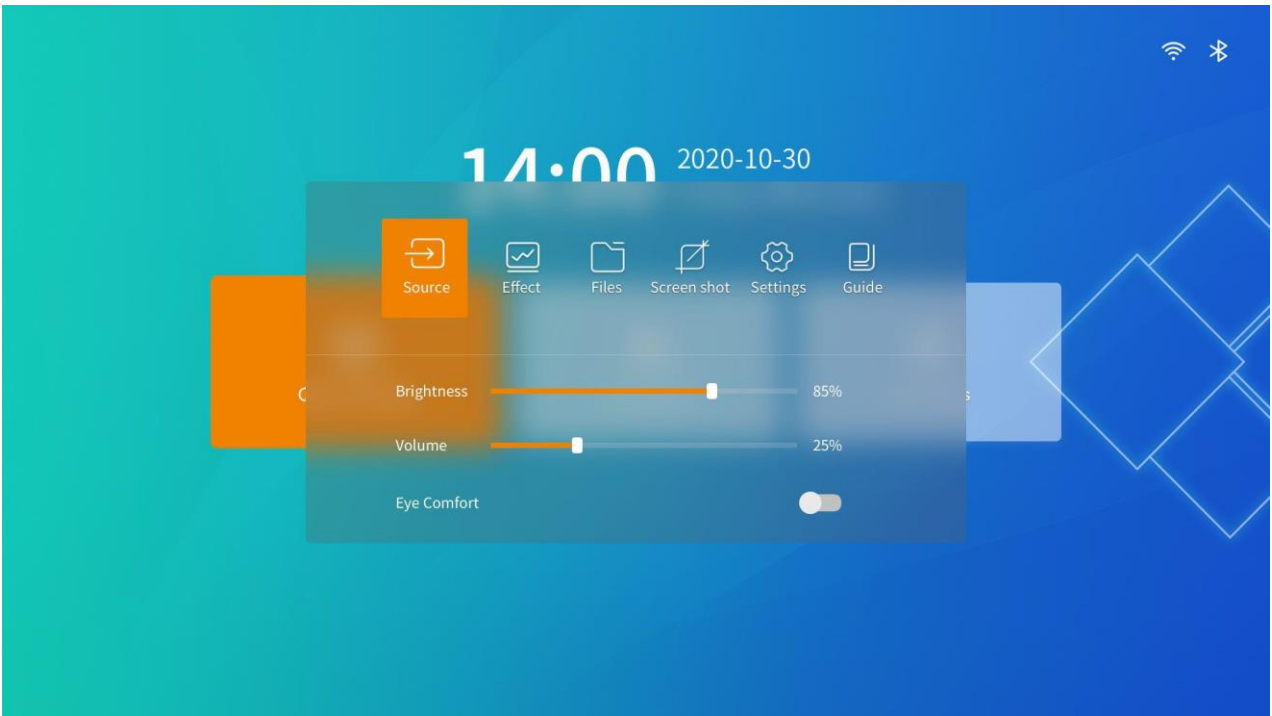 14:00 2020-10-30
Source Effect Files Screen shot Settings Guide
Brightness 85%
Volume 25%
Eye Comfort